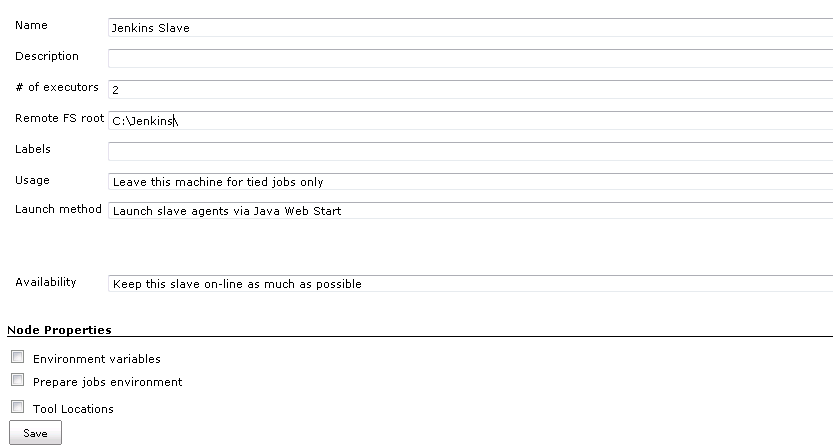 Name Jenkins Slave
Description
# of executors 2
Remote FS root C:\Jenkins\
Labels
Usage Leave this machine for tied jobs only
Launch method Launch slave agents via Java Web Start
Availability Keep this slave on-line as much as possible
Node Properties
Environment variables
Prepare jobs environment
Tool Locations
Save